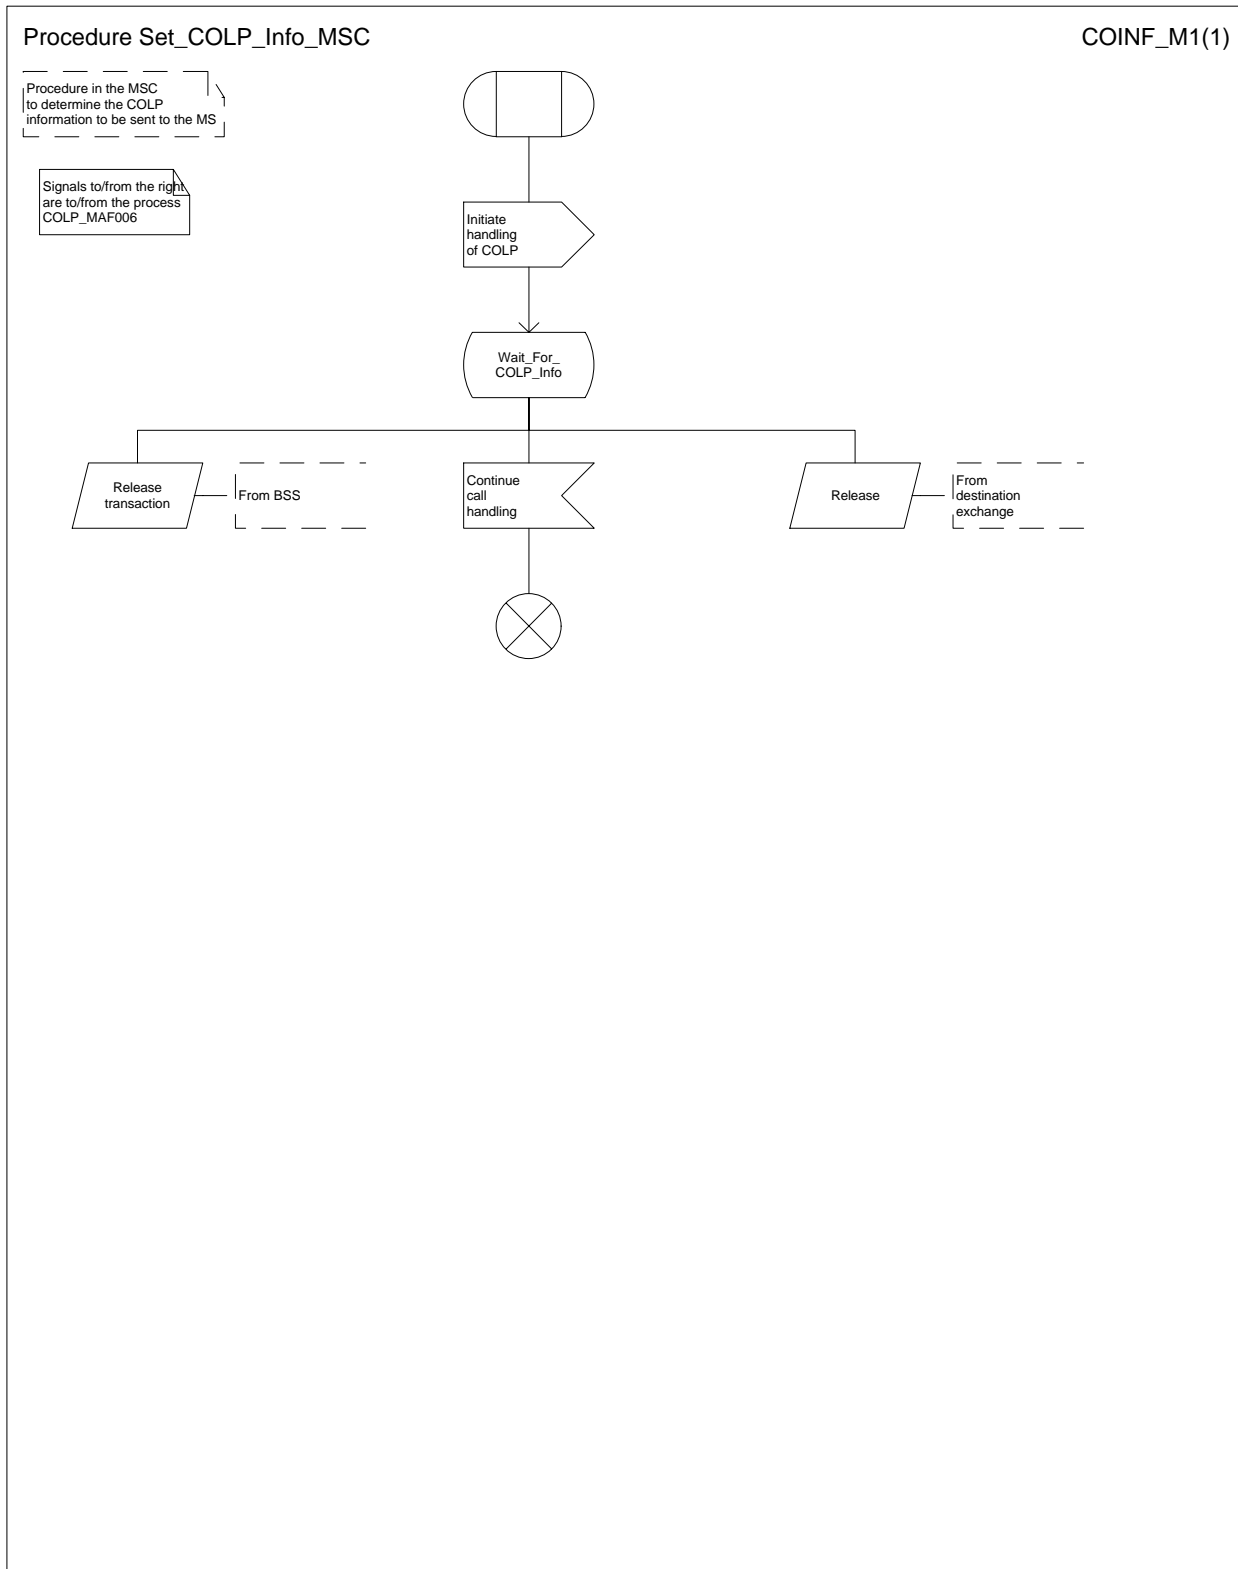 Procedure Set_COLP_Info_MSC
COINF_M1(1)
Procedure in the MSC
to determine the COLP
information to be sent to the MS
Signals to/from the right
are to/from the process
COLP_MAF006
Initiate
handling
of COLP
Wait_For_
COLP_Info
Release
transaction
From BSS
Continue
call
handling
Release
From
destination
exchange